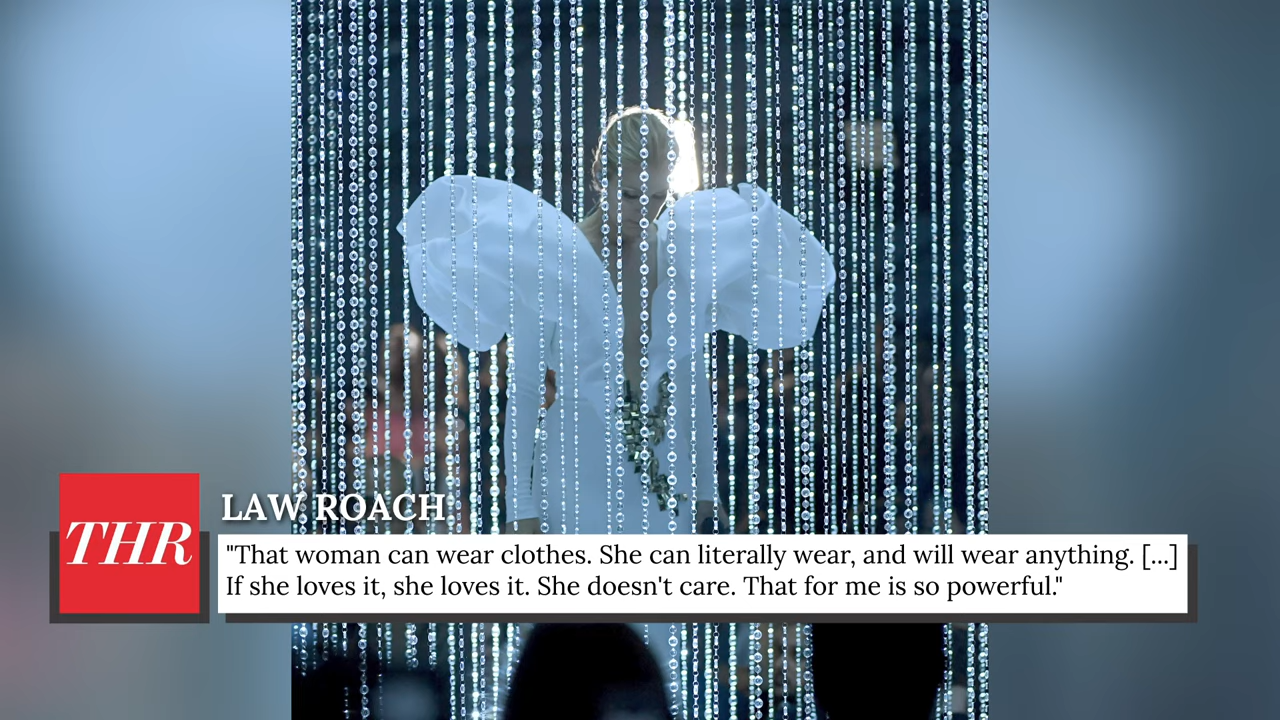 LAW ROACH
THR
"That woman can wear clothes. She can literally wear, and will wear anything. [...]
If she loves it, she loves it. She doesn't care. That for me is so powerful."